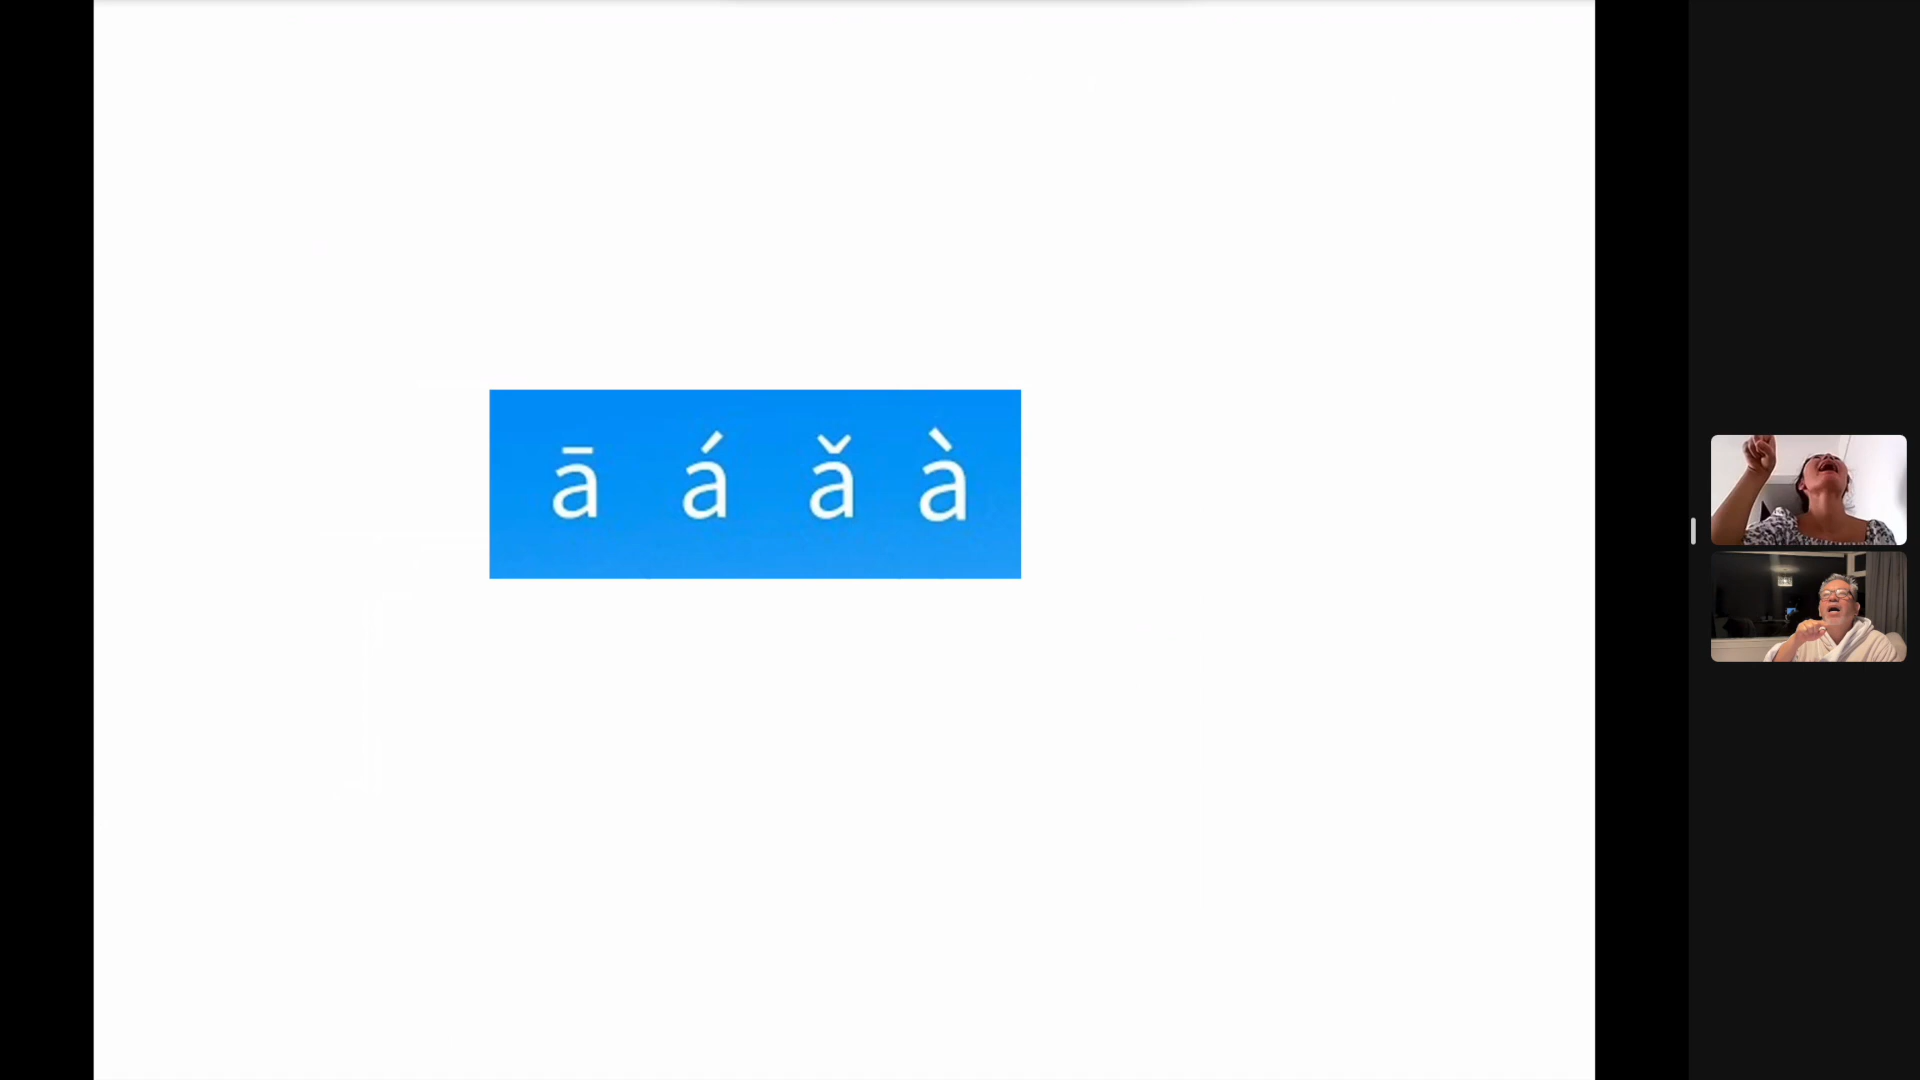 ā á ǎ à